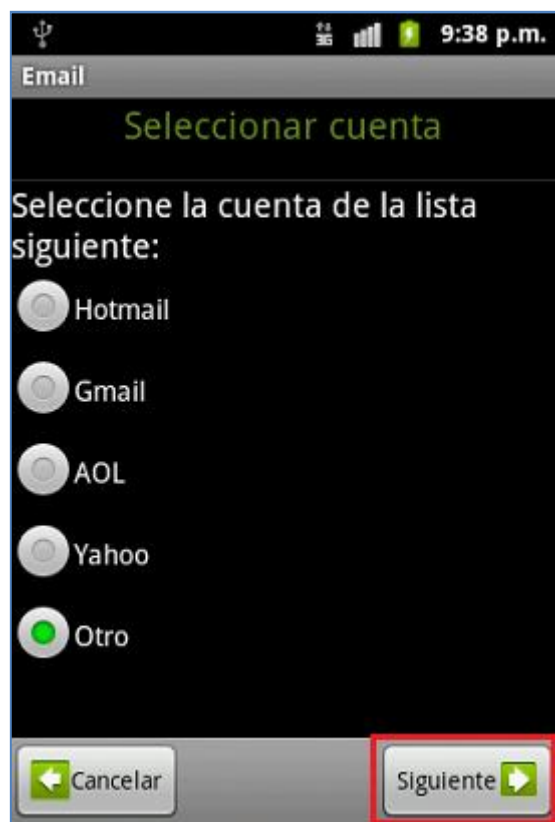 3G 9:38 p.m.
Email
Seleccionar cuenta
Seleccione la cuenta de la lista
siguiente:
Hotmail
Gmail
AOL
Yahoo
Otro
Cancelar Siguiente